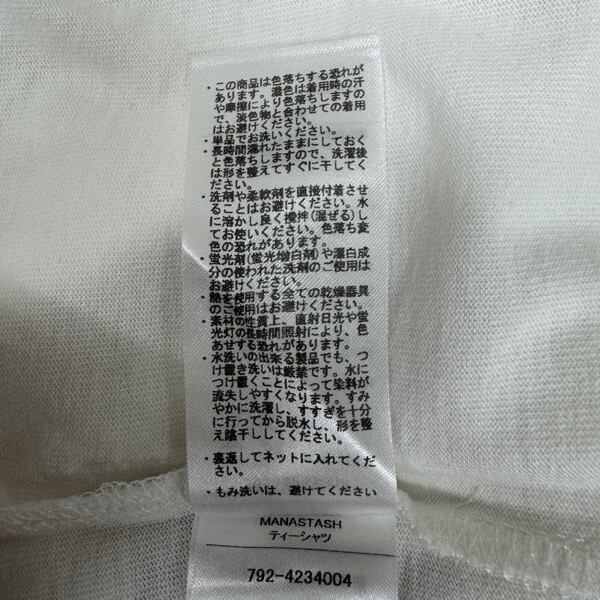 ・この商品は色落ちする恐れが
あります。濃色は着用時の汗
や摩擦により色落ちしますの
で、淡色物と合わせての着用
はお避けください。
・単品でお洗いください。
・長時間濡れたままにしておく
と色落ちしますので、洗濯後
は形を整えてすぐに干してく
ださい。
・洗剤や柔軟剤を直接付着させ
ることはお避けください。水
に溶かし良く攪拌(混ぜる)し
てお使いください。色落ち変
色の恐れがあります。
・蛍光剤(蛍光増白剤)や漂白成
分の使われた洗剤のご使用は
お避けください。
・熱を使用する全ての乾燥器具
のご使用はお避けください。
・素材の性質上、直射日光や蛍
光灯の長時間照射により、色
あせする恐れがあります。
・水洗いの出来る製品でも、つ
け置き洗いは厳禁です。水に
つけ置くことによって染料が
流失しやすくなります。すみ
やかに洗濯し、すすぎを十分
に行ってから脱水し、形を整
え陰干ししてください。
・裏返してネットに入れてくだ
さい。
・もみ洗いは、避けてください
MANASTASH
ティーシャツ
792-4234004